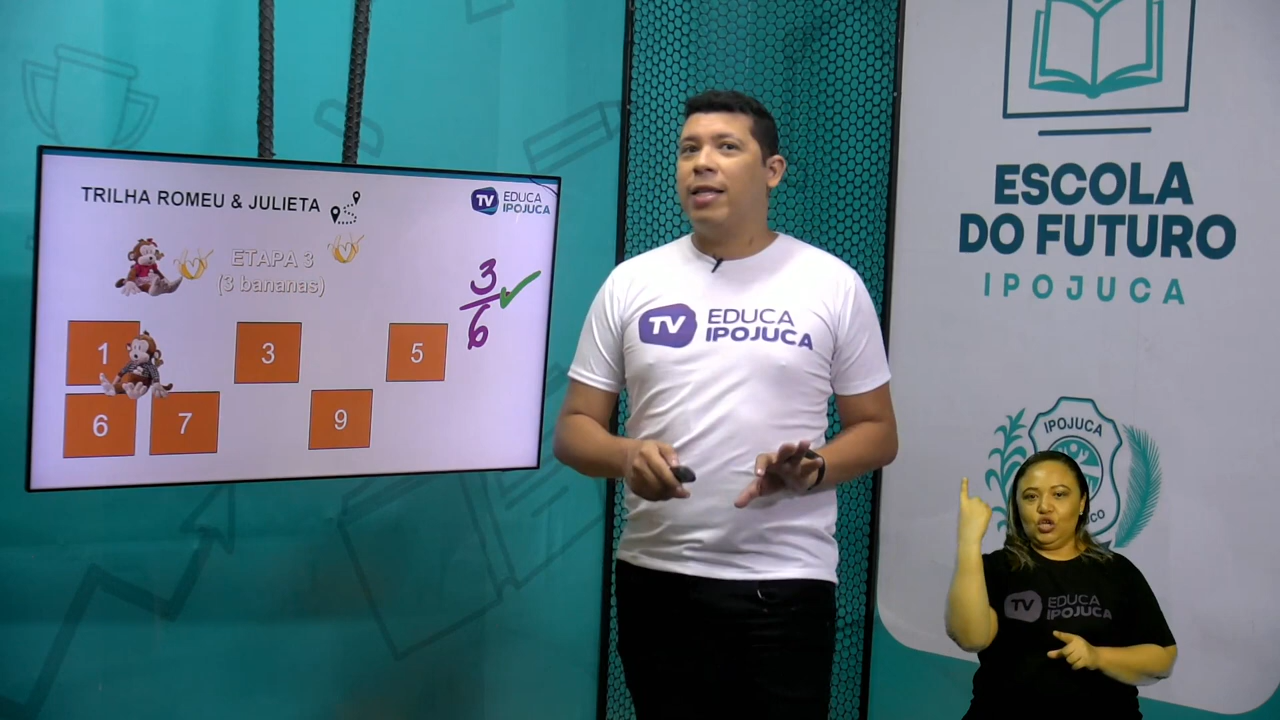 TRILHA ROMEU & JULIETA
TV EDUCA
IPOJUCA
ETAPA 3
(3 bananas)
3
6
1
3
5
6
7
9
TV EDUCA
IPOJUCA
ESCOLA
DO FUTURO
IPOJUCA
IPOJUCA
CO
TV EDUCA
IPOJUCA